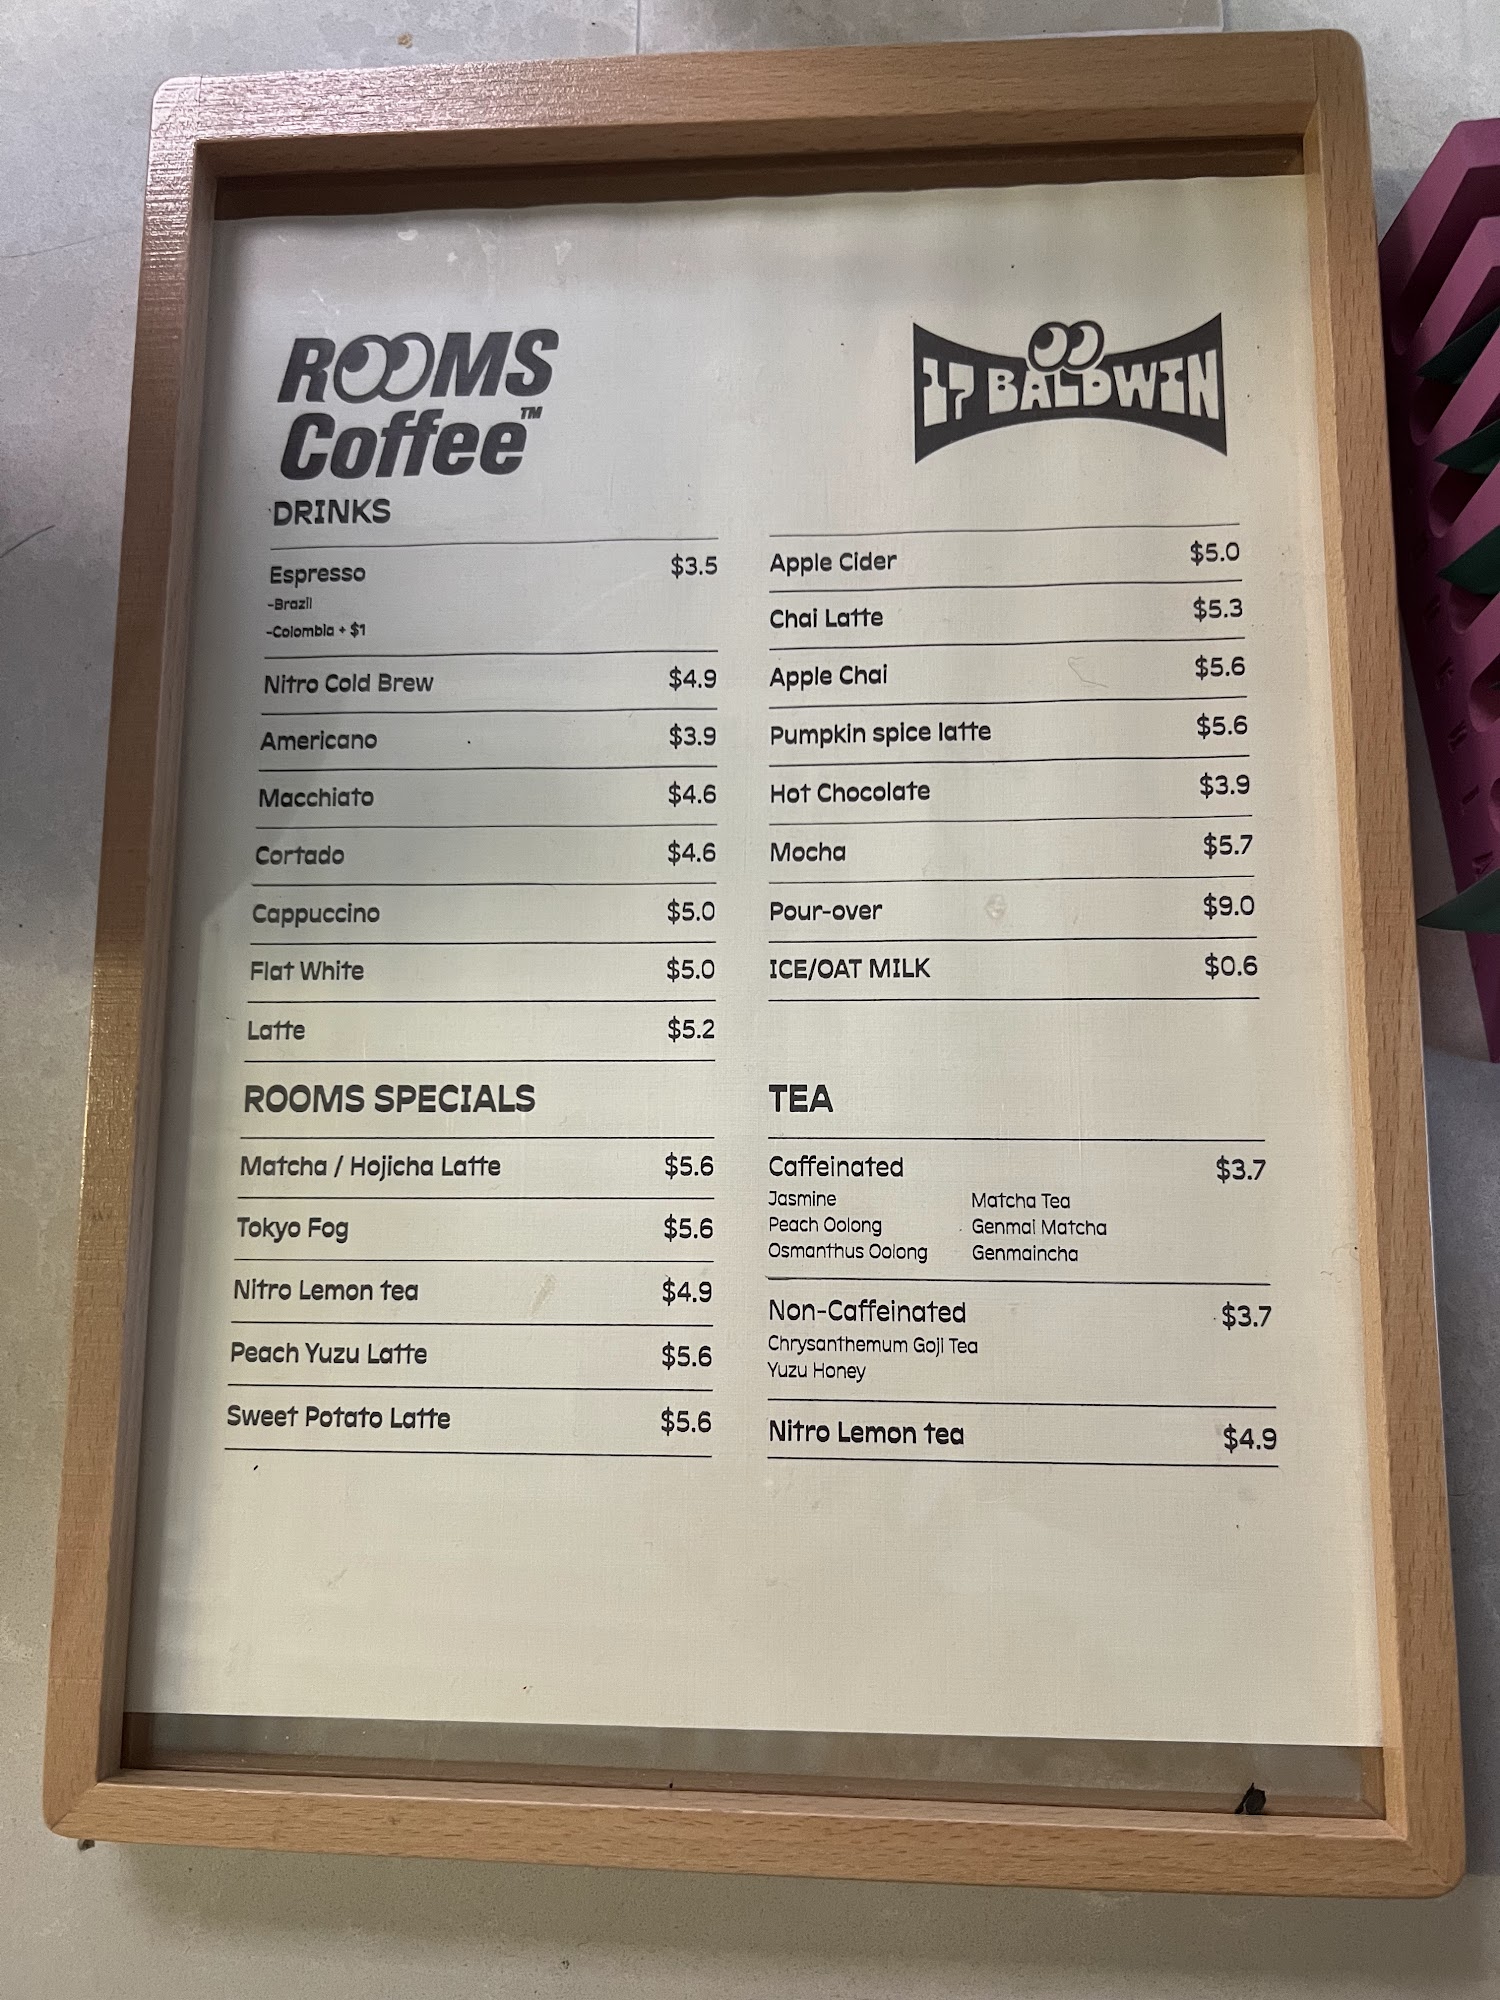 ROOMS
Coffee™
17 BALDWIN
DRINKS
Espresso $3.5
-Brazil
-Colombia + $1
Nitro Cold Brew $4.9
Americano $3.9
Macchiato $4.6
Cortado $4.6
Cappuccino $5.0
Flat White $5.0
Latte $5.2
Apple Cider $5.0
Chai Latte $5.3
Apple Chai $5.6
Pumpkin spice latte $5.6
Hot Chocolate $3.9
Mocha $5.7
Pour-over $9.0
ICE/OAT MILK $0.6
ROOMS SPECIALS
Matcha / Hojicha Latte $5.6
Tokyo Fog $5.6
Nitro Lemon tea $4.9
Peach Yuzu Latte $5.6
Sweet Potato Latte $5.6
TEA
Caffeinated $3.7
Jasmine Matcha Tea
Peach Oolong Genmai Matcha
Osmanthus Oolong Genmaincha
Non-Caffeinated $3.7
Chrysanthemum Goji Tea
Yuzu Honey
Nitro Lemon tea $4.9